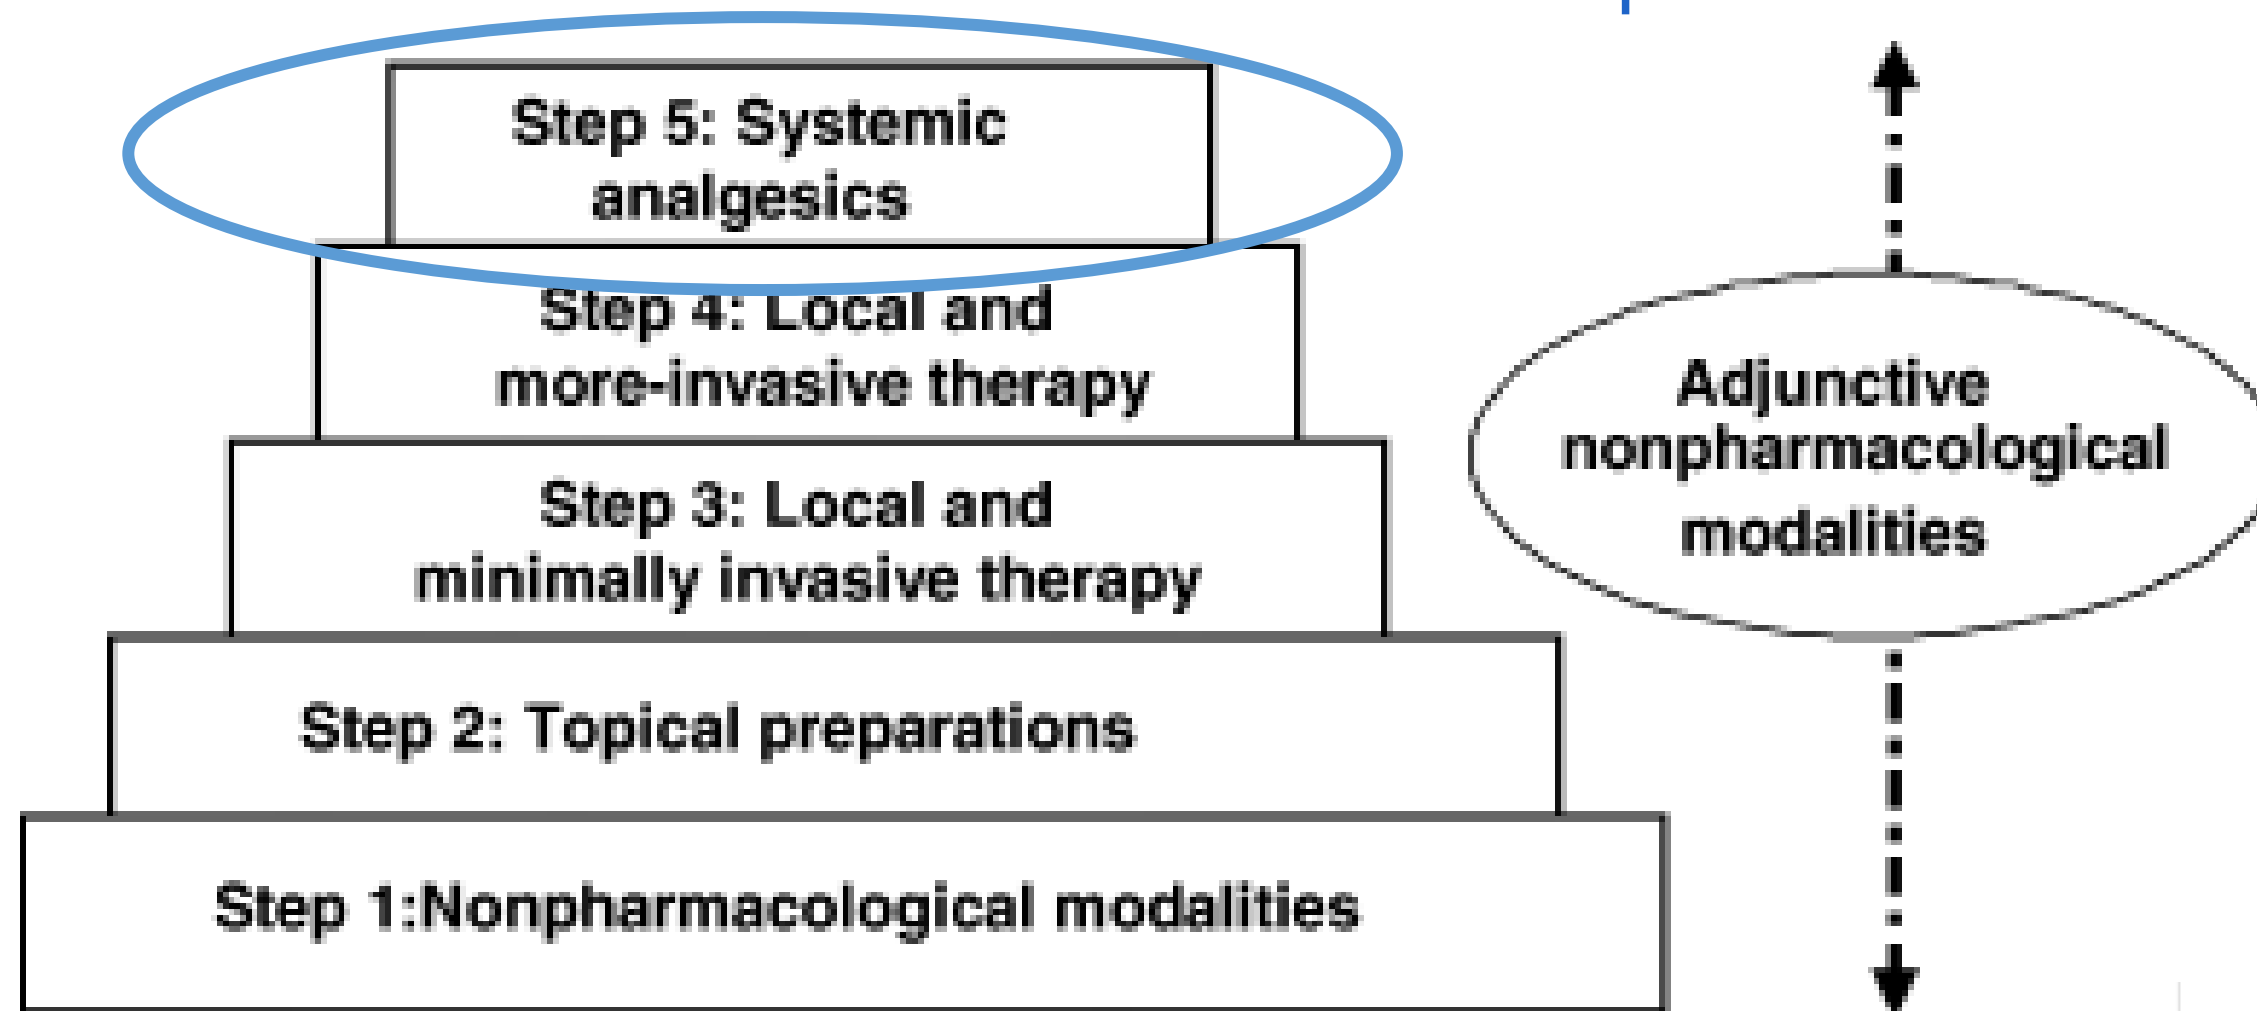 Step 5: Systemic
analgesics
Step 4: Local and
more-invasive therapy
Step 3: Local and
minimally invasive therapy
Step 2: Topical preparations
Step 1:Nonpharmacological modalities
Adjunctive
nonpharmacological
modalities